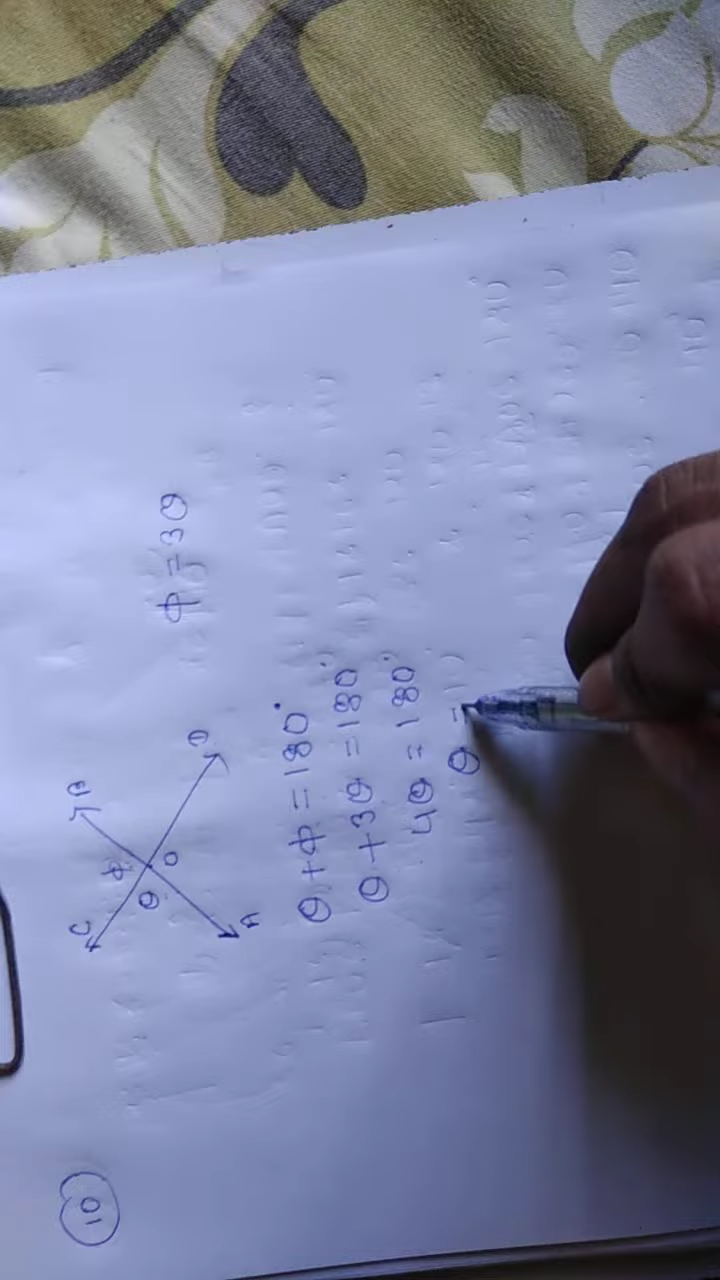 10
C B
φ
θ O
A D
φ = 3θ
θ + φ = 180°
θ + 3θ = 180°
4θ = 180°
θ =